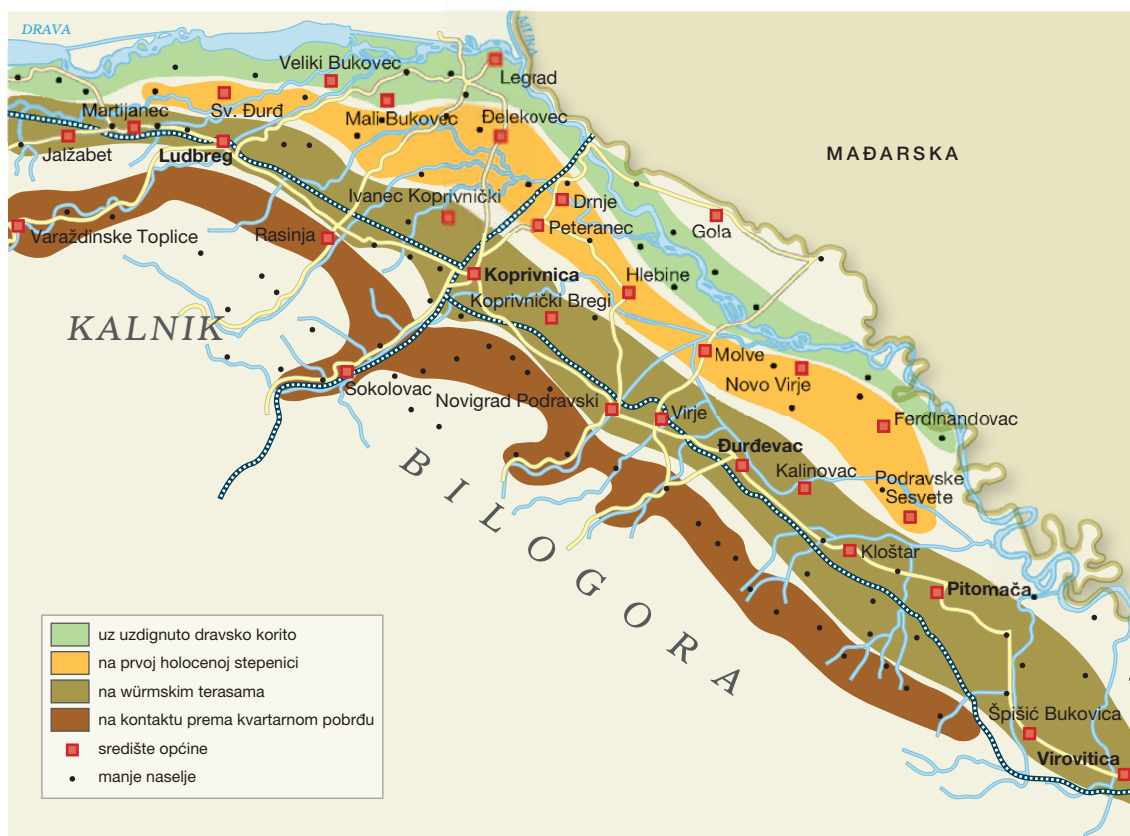 DRAVA
MURA
Veliki Bukovec
Legrad
Martijanec
Sv. Đurđ
Mali Bukovec
Đelekovec
Jalžabet
Ludbreg
MAĐARSKA
Ivanec Koprivnički
Drnje
Varaždinske Toplice
Rasinja
Peteranec
Gola
Koprivnica
Hlebine
Koprivnički Bregi
KALNIK
Molve
Sokolovac
Novo Virje
Novigrad Podravski
Virje
Ferdinandovac
Đurđevac
Kalinovac
Podravske
Sesvete
BILOGORA
Kloštar
Pitomača
Špišić Bukovica
Virovitica
uz uzdignuto dravsko korito
na prvoj holocenoj stepenici
na würmskim terasama
na kontaktu prema kvartarnom pobrđu
središte općine
manje naselje